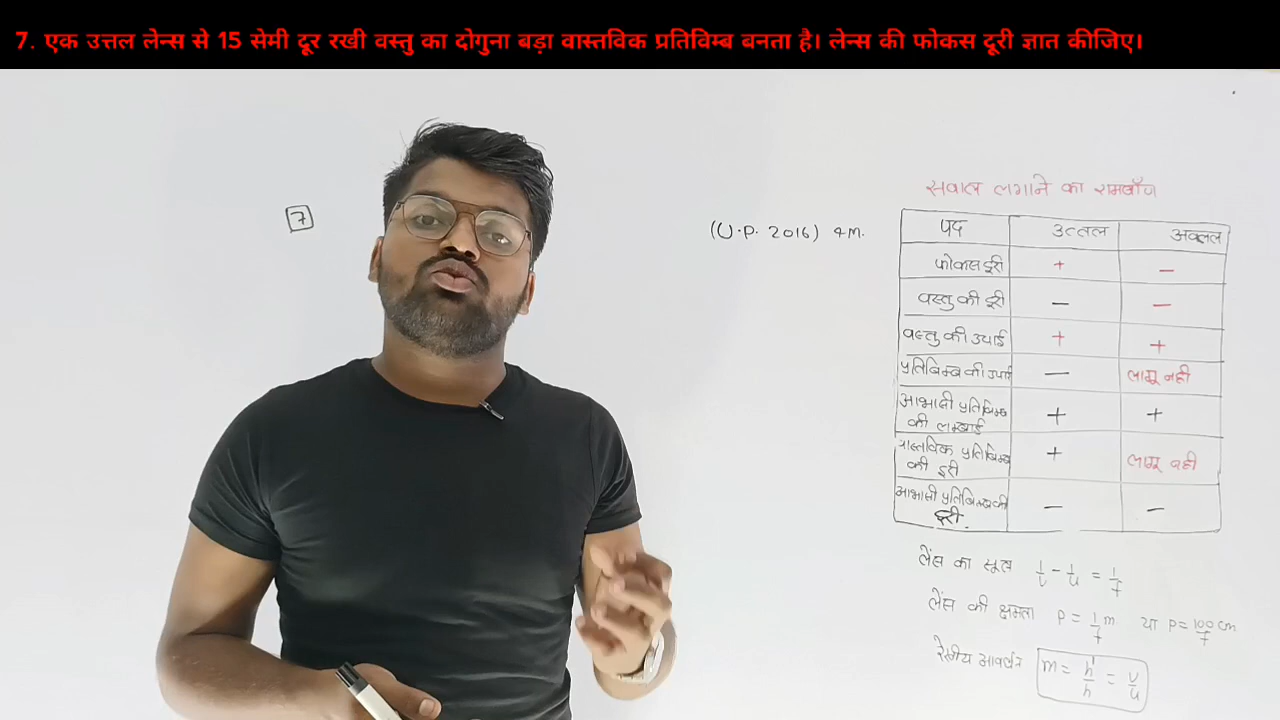 7. एक उत्तल लेन्स से 15 सेमी दूर रखी वस्तु का दोगुना बड़ा वास्तविक प्रतिविम्ब बनता है। लेन्स की फोकस दूरी ज्ञात कीजिए।
7
(U.P. 2016) 4M.
सवाल लगाने का रामबाँण
पद उत्तल अवतल
फोकस दूरी + −
वस्तु की दूरी − −
वस्तु की उचाई + +
प्रतिबिम्ब की − लागू नही
आभासी प्रतिबिम्ब
की + +
वास्तविक प्रतिबिम्ब
की दूरी + लागू नही
आभासी प्रतिबिम्ब की
दूरी. − −
लेंस का सूत्र 1/v - 1/u = 1/f
लेंस की क्षमता P = 1/f m या P = 100/f cm
रेखीय आवर्धन m = h'/h = v/u